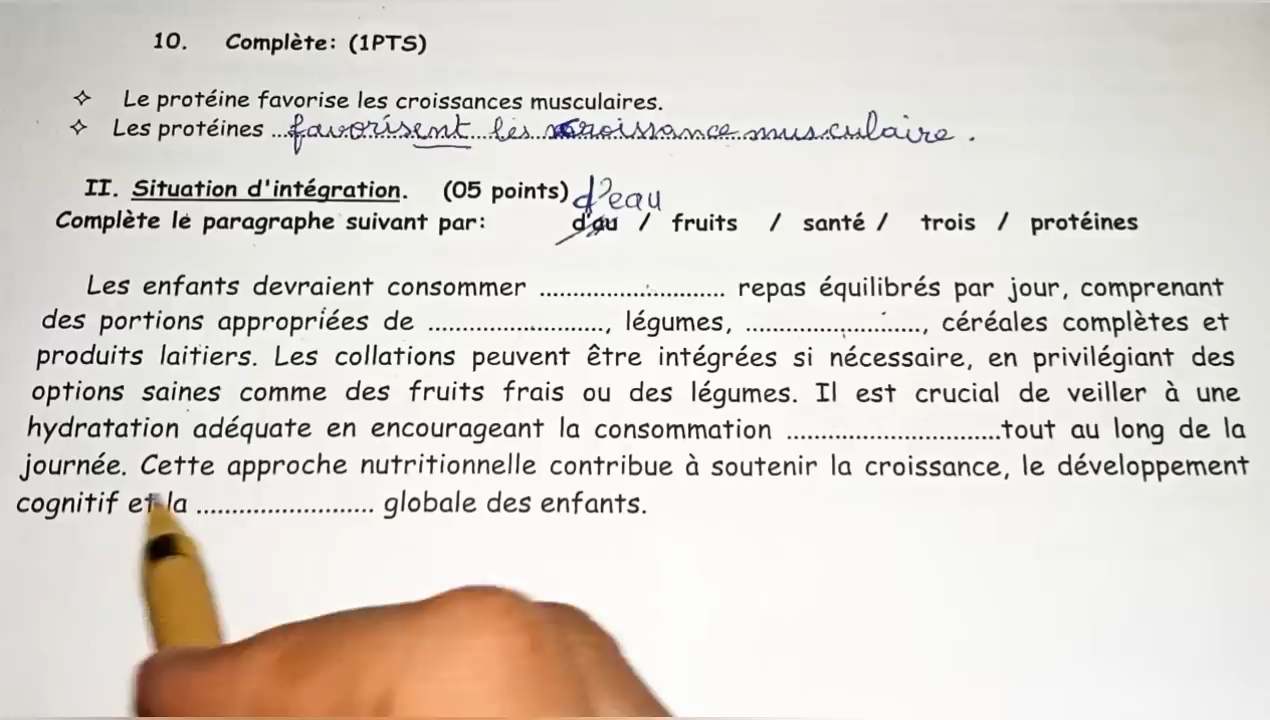 10. Complète: (1PTS)
✧ Le protéine favorise les croissances musculaires.
✧ Les protéines ...favorisent les croissance musculaire.
II. Situation d'intégration. (05 points) d'eau
Complète le paragraphe suivant par: d'au / fruits / santé / trois / protéines
Les enfants devraient consommer ........................... repas équilibrés par jour, comprenant
des portions appropriées de ........................., légumes, ........................., céréales complètes et
produits laitiers. Les collations peuvent être intégrées si nécessaire, en privilégiant des
options saines comme des fruits frais ou des légumes. Il est crucial de veiller à une
hydratation adéquate en encourageant la consommation ...............................tout au long de la
journée. Cette approche nutritionnelle contribue à soutenir la croissance, le développement
cognitif et la ......................... globale des enfants.